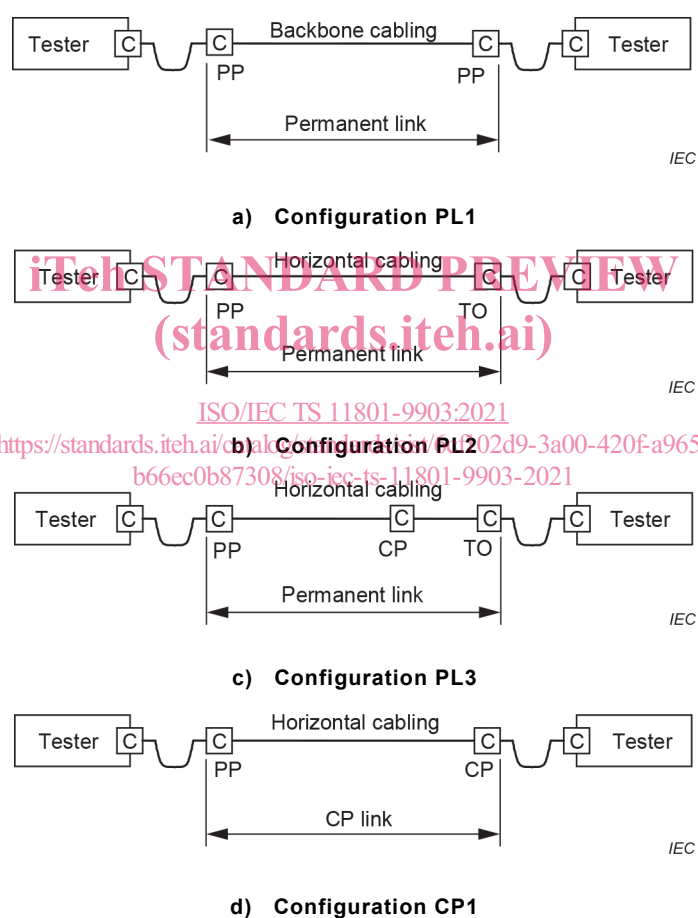 Backbone cabling
Tester C C C C Tester
PP PP
Permanent link
IEC
a) Configuration PL1
Horizontal cabling
Tester C C C C Tester
iTeh STANDARD PREVIEW
PP TO
(standards.iteh.ai)
Permanent link
IEC
ISO/IEC TS 11801-9903:2021
b) Configuration PL2
b66ec0b87308/iso-iec-ts-11801-9903-2021
Horizontal cabling
Tester C C C C C Tester
PP CP TO
Permanent link
IEC
c) Configuration PL3
Horizontal cabling
Tester C C C C Tester
PP CP
CP link
IEC
d) Configuration CP1